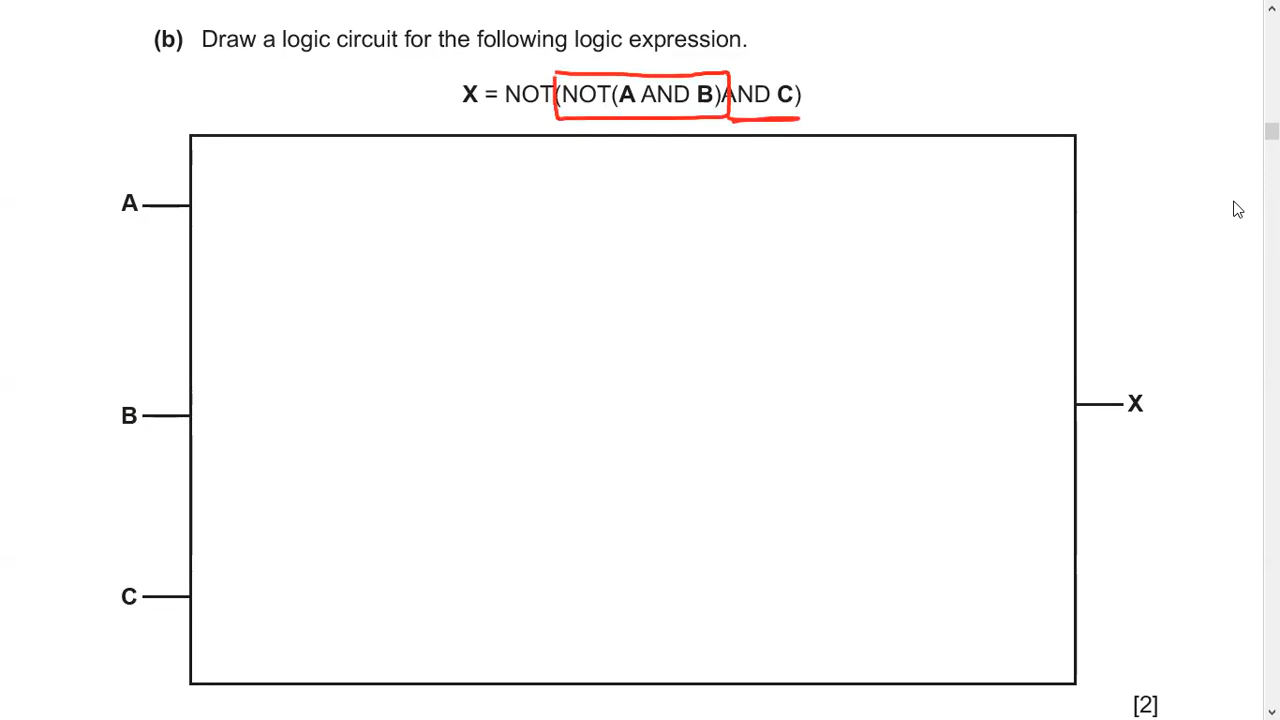 (b) Draw a logic circuit for the following logic expression.
X = NOT(NOT(A AND B)AND C)
A
B
X
C
[2]